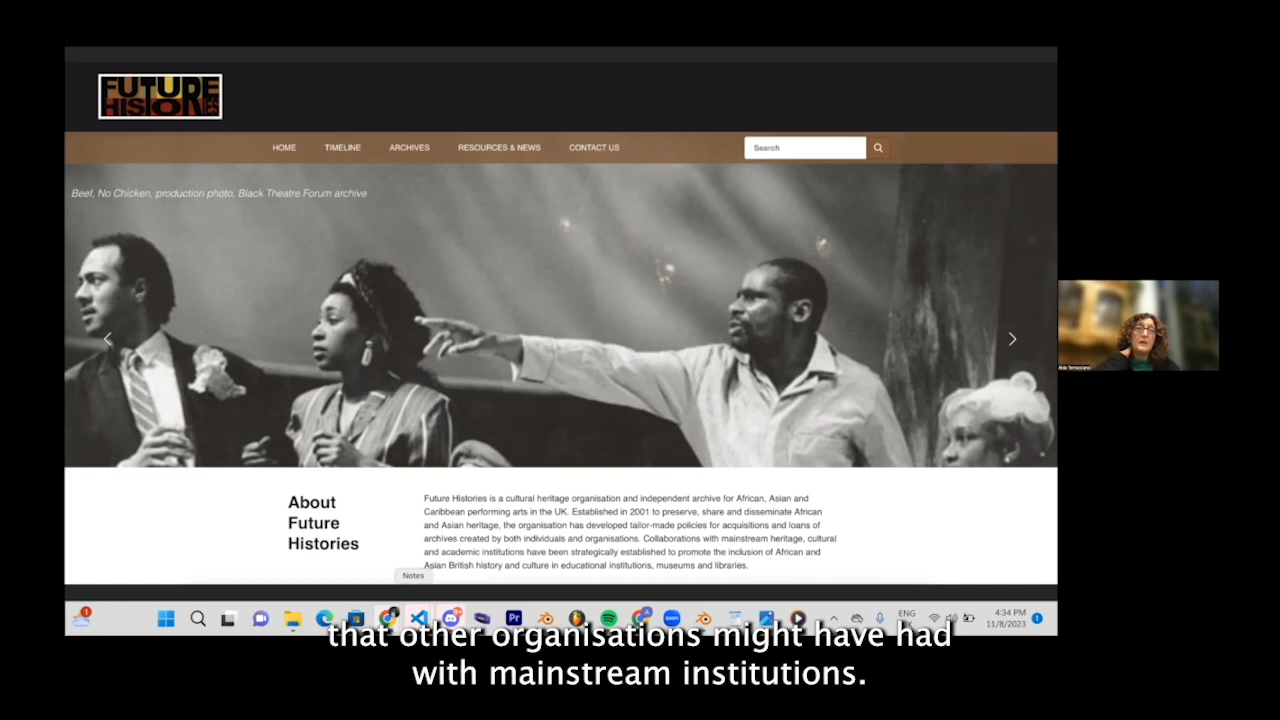 FUTURE
HISTORIES
HOME TIMELINE ARCHIVES RESOURCES & NEWS CONTACT US Search
Beef, No Chicken, production photo, Black Theatre Forum archive
About
Future
Histories
Future Histories is a cultural heritage organisation and independent archive for African, Asian and
Caribbean performing arts in the UK. Established in 2001 to preserve, share and disseminate African
and Asian heritage, the organisation has developed tailor-made policies for acquisitions and loans of
archives created by both individuals and organisations. Collaborations with mainstream heritage, cultural
and academic institutions have been strategically established to promote the inclusion of African and
Asian British history and culture in educational institutions, museums and libraries.
Notes
1 Pr zoom ENG 4:34 PM
11/8/2023 1
that other organisations might have had
with mainstream institutions.